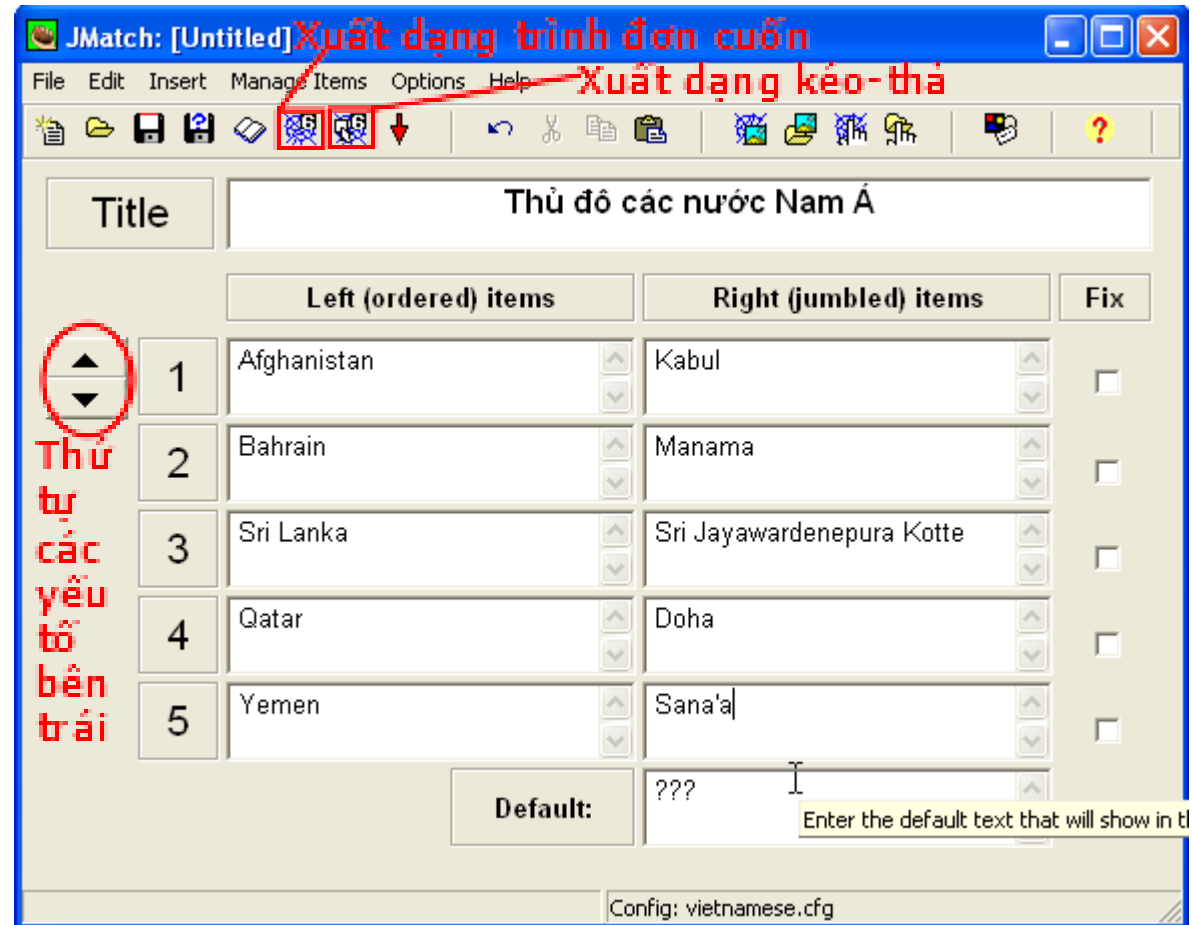 JMatch: [Untitled] Xuất dạng trình đơn cuốn
File Edit Insert Manage Items Options Help Xuất dạng kéo-thả
Title Thủ đô các nước Nam Á
Left (ordered) items Right (jumbled) items Fix
1 Afghanistan Kabul
2 Bahrain Manama
3 Sri Lanka Sri Jayawardenepura Kotte
4 Qatar Doha
5 Yemen Sana'a
Thứ
tự
các
yếu
tố
bên
trái
Default: ???
Enter the default text that will show in th
Config: vietnamese.cfg